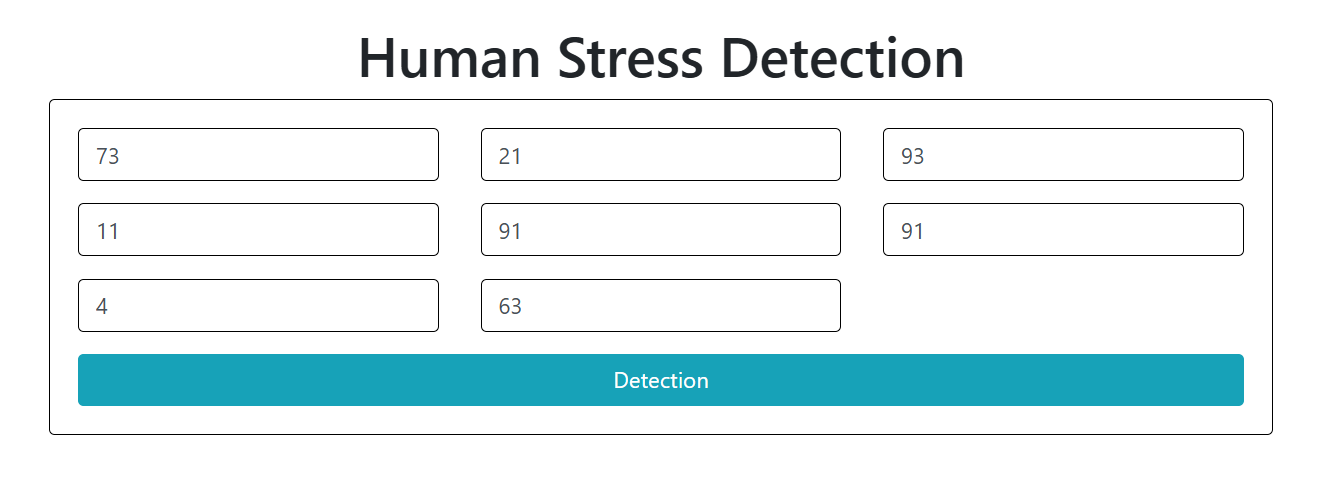 Human Stress Detection
73 21 93
11 91 91
4 63
Detection